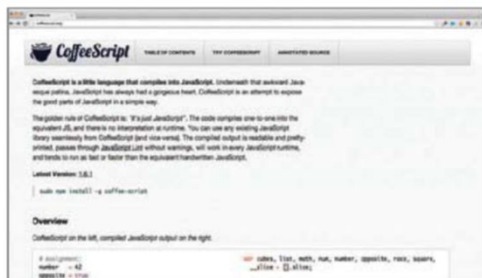 coffeescript.org
CoffeeScript
TABLE OF CONTENTS
TRY COFFEESCRIPT
ANNOTATED SOURCE
CoffeeScript is a little language that compiles into JavaScript. Underneath that awkward Java-
esque patina, JavaScript has always had a gorgeous heart. CoffeeScript is an attempt to expose
the good parts of JavaScript in a simple way.
The golden rule of CoffeeScript is: "It's just JavaScript". The code compiles one-to-one into the
equivalent JS, and there is no interpretation at runtime. You can use any existing JavaScript
library seamlessly from CoffeeScript (and vice-versa). The compiled output is readable and pretty-
printed, passes through JavaScript Lint without warnings, will work in every JavaScript runtime,
and tends to run as fast or faster than the equivalent handwritten JavaScript.
Latest Version: 1.6.1
sudo npm install -g coffee-script
Overview
CoffeeScript on the left, compiled JavaScript output on the right.
# Assignment:
number = 42
opposite = true
var cubes, list, math, num, number, opposite, race, square,
__slice = [].slice;